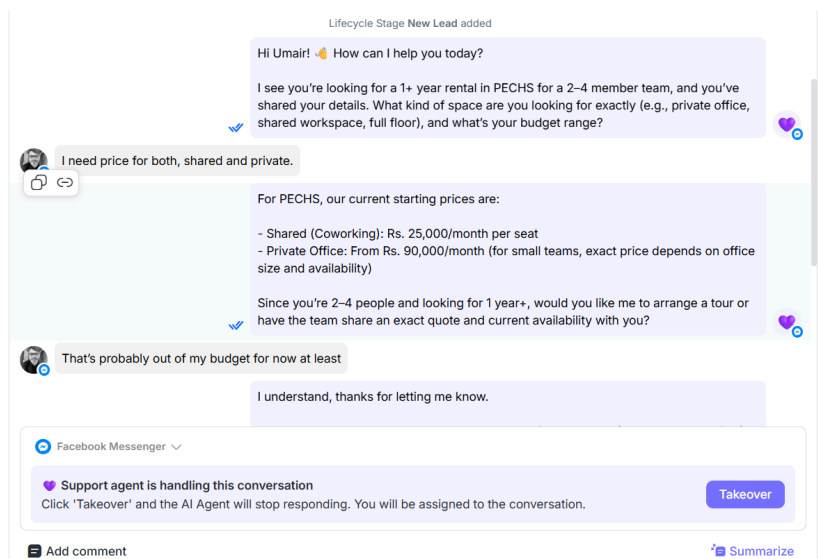 Lifecycle Stage New Lead added
Hi Umair! 👋 How can I help you today?
I see you're looking for a 1+ year rental in PECHS for a 2–4 member team, and you've
shared your details. What kind of space are you looking for exactly (e.g., private office,
shared workspace, full floor), and what's your budget range?
I need price for both, shared and private.
For PECHS, our current starting prices are:
- Shared (Coworking): Rs. 25,000/month per seat
- Private Office: From Rs. 90,000/month (for small teams, exact price depends on office
size and availability)
Since you're 2–4 people and looking for 1 year+, would you like me to arrange a tour or
have the team share an exact quote and current availability with you?
That's probably out of my budget for now at least
I understand, thanks for letting me know.
Facebook Messenger
Support agent is handling this conversation
Click 'Takeover' and the AI Agent will stop responding. You will be assigned to the conversation.
Takeover
Add comment
Summarize